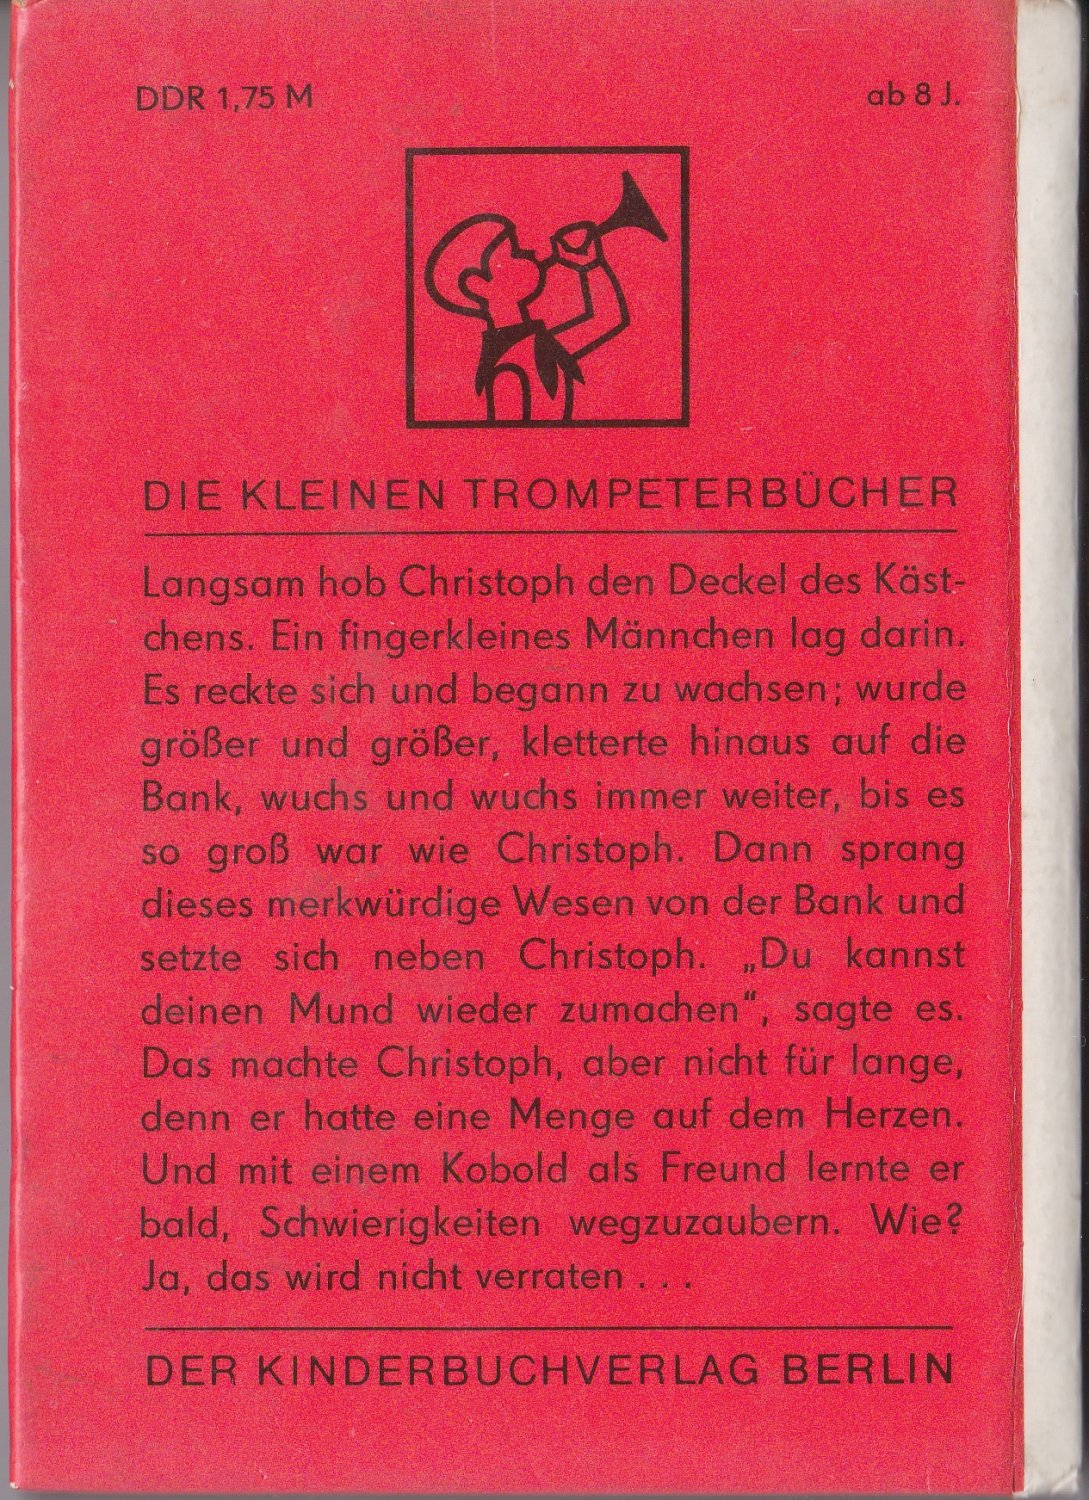 DDR 1,75 M
ab 8 J.
DIE KLEINEN TROMPETERBÜCHER
Langsam hob Christoph den Deckel des Käst-
chens. Ein fingerkleines Männchen lag darin.
Es reckte sich und begann zu wachsen; wurde
größer und größer, kletterte hinaus auf die
Bank, wuchs und wuchs immer weiter, bis es
so groß war wie Christoph. Dann sprang
dieses merkwürdige Wesen von der Bank und
setzte sich neben Christoph. „Du kannst
deinen Mund wieder zumachen“, sagte es.
Das machte Christoph, aber nicht für lange,
denn er hatte eine Menge auf dem Herzen.
Und mit einem Kobold als Freund lernte er
bald, Schwierigkeiten wegzuzaubern. Wie?
Ja, das wird nicht verraten . . .
DER KINDERBUCHVERLAG BERLIN